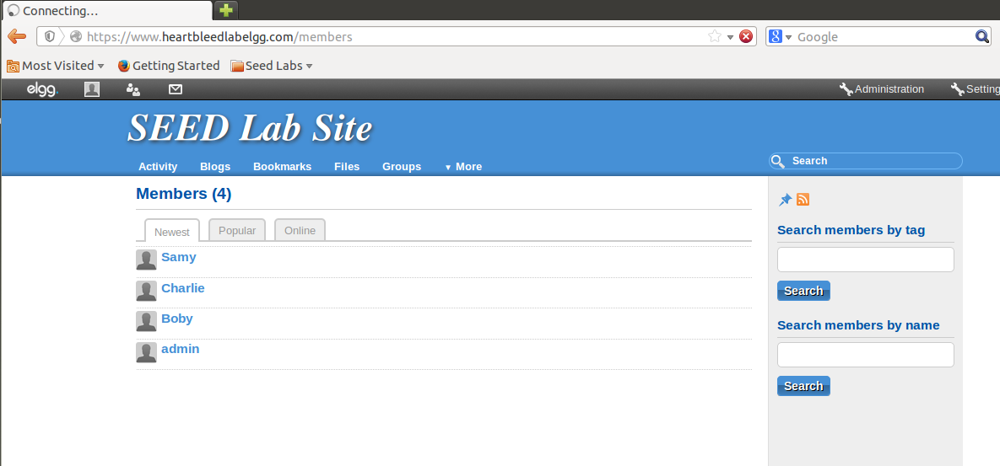 Connecting…
https://www.heartbleedlabelgg.com/members
Google
Most Visited Getting Started Seed Labs
elgg. Administration Setting
SEED Lab Site
Activity Blogs Bookmarks Files Groups ▼ More Search
Members (4)
Newest Popular Online
Samy
Charlie
Boby
admin
Search members by tag
Search
Search members by name
Search